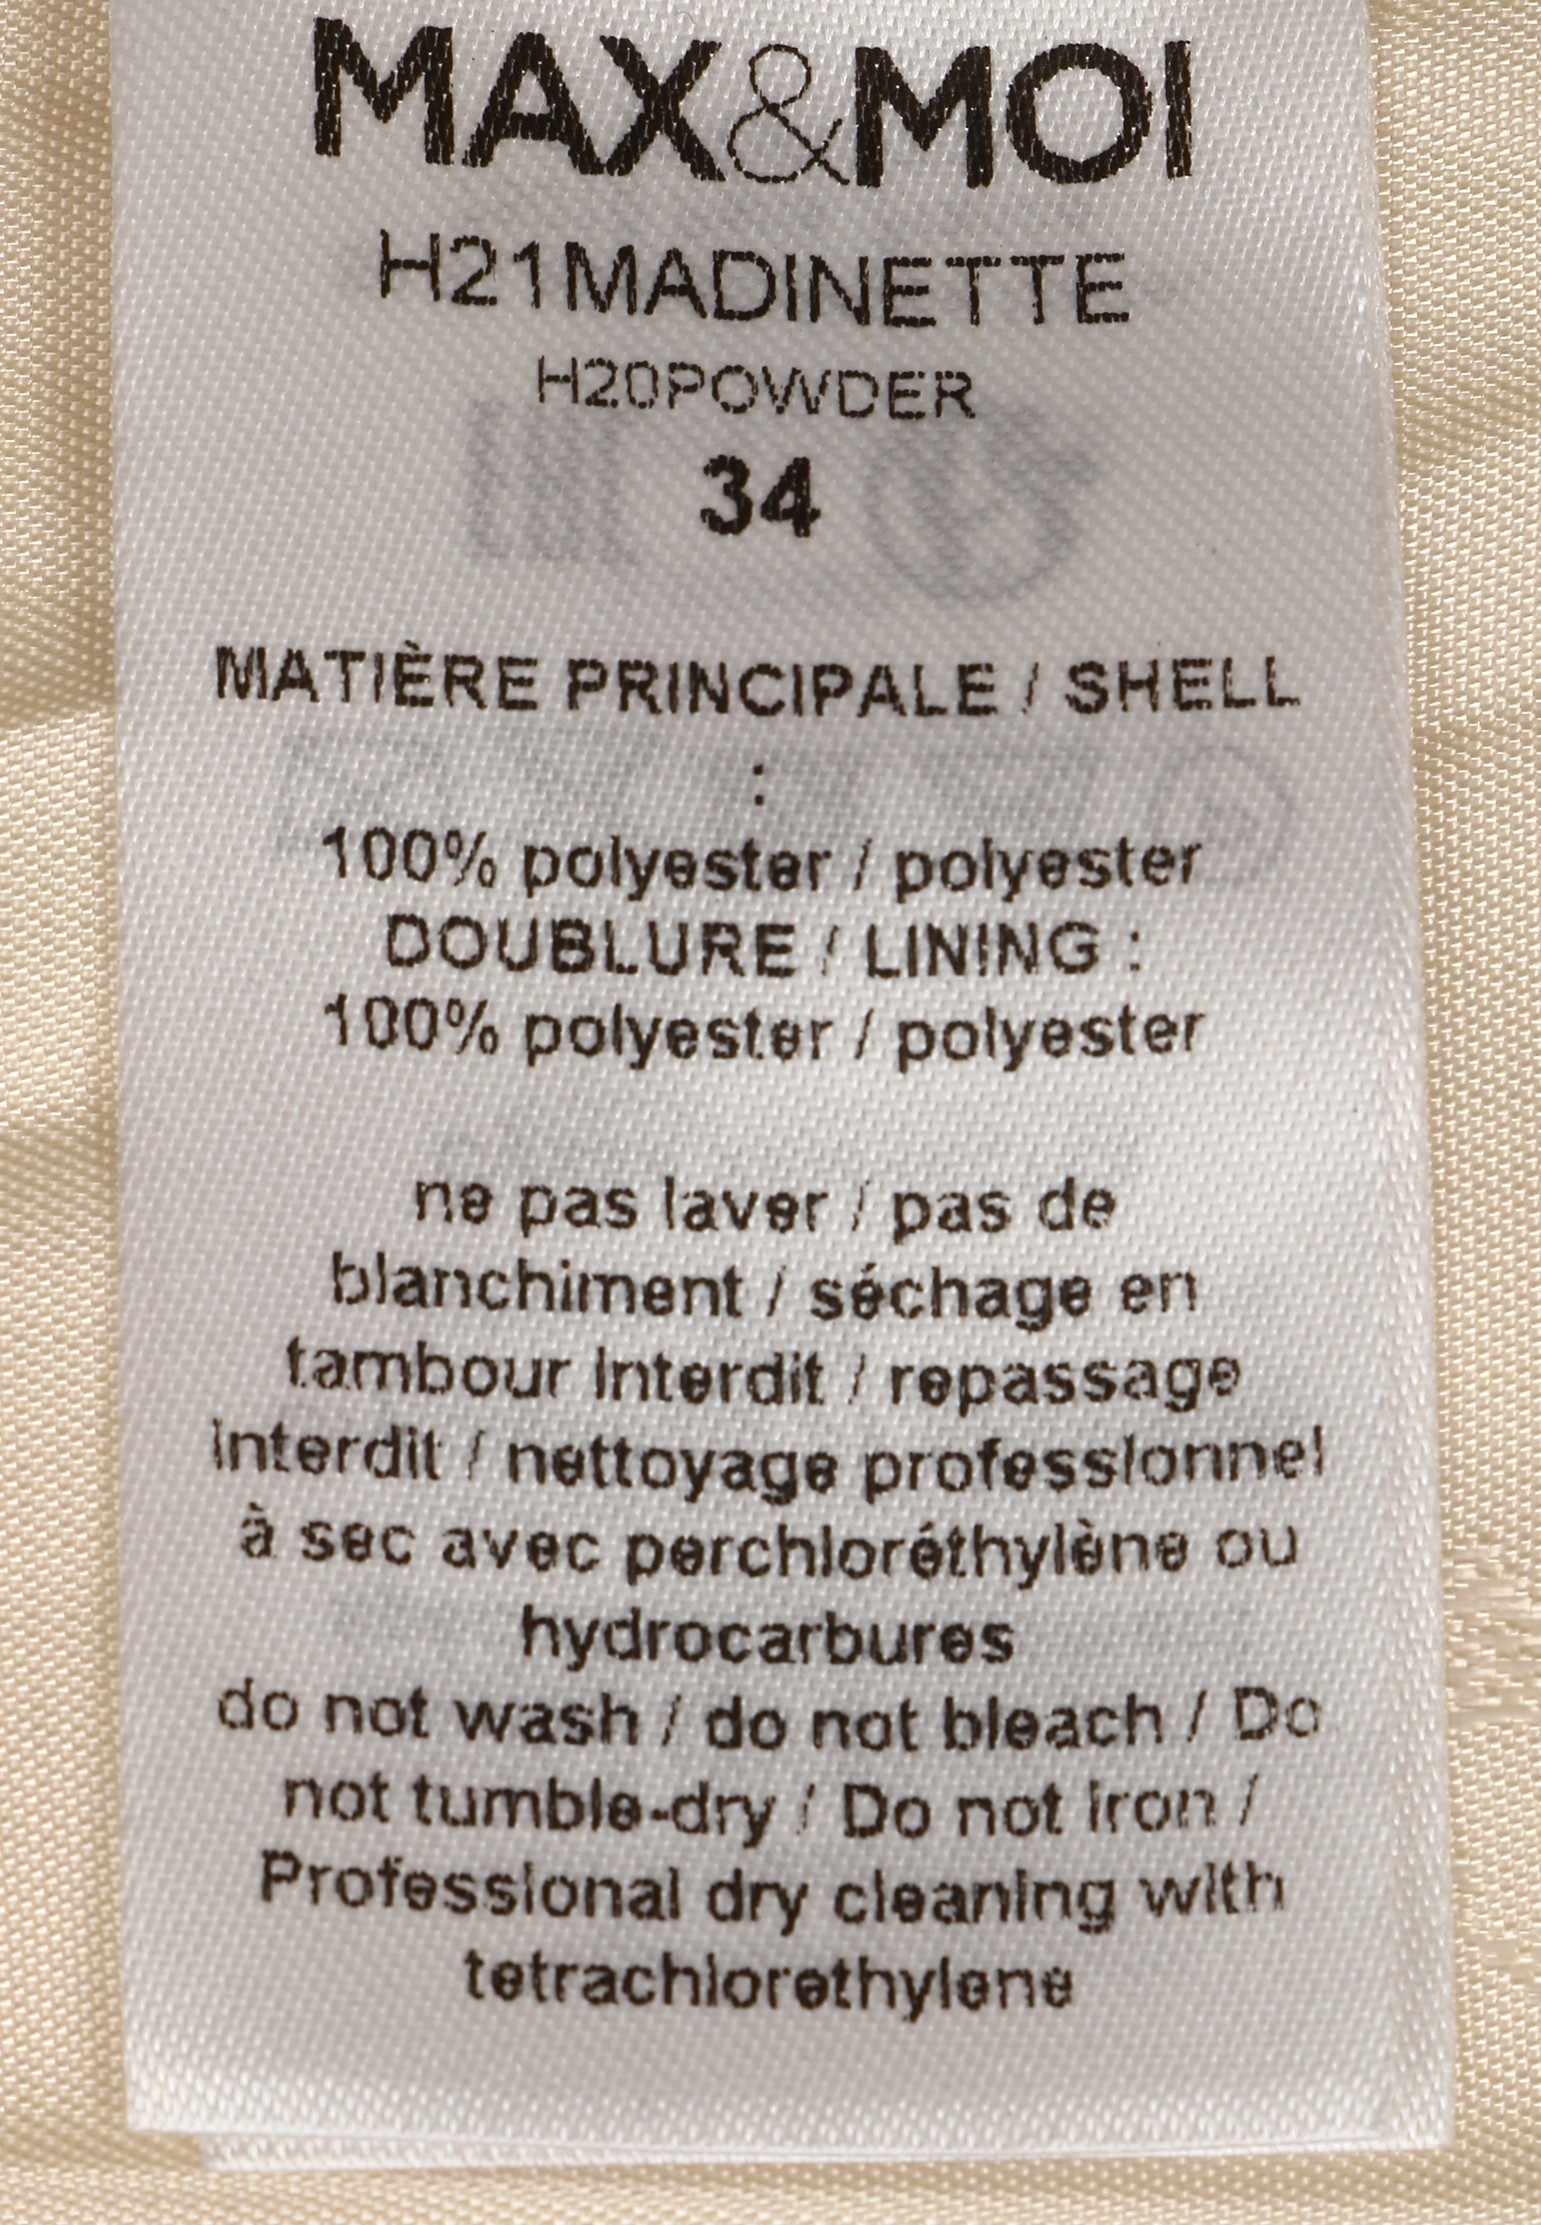 MAX&MOI
H21MADINETTE
H20POWDER
34
MATIÈRE PRINCIPALE / SHELL
:
100% polyester / polyester
DOUBLURE / LINING :
100% polyester / polyester
ne pas laver / pas de
blanchiment / séchage en
tambour interdit / repassage
interdit / nettoyage professionnel
à sec avec perchloréthylène ou
hydrocarbures
do not wash / do not bleach / Do
not tumble-dry / Do not iron /
Professional dry cleaning with
tetrachlorethylene